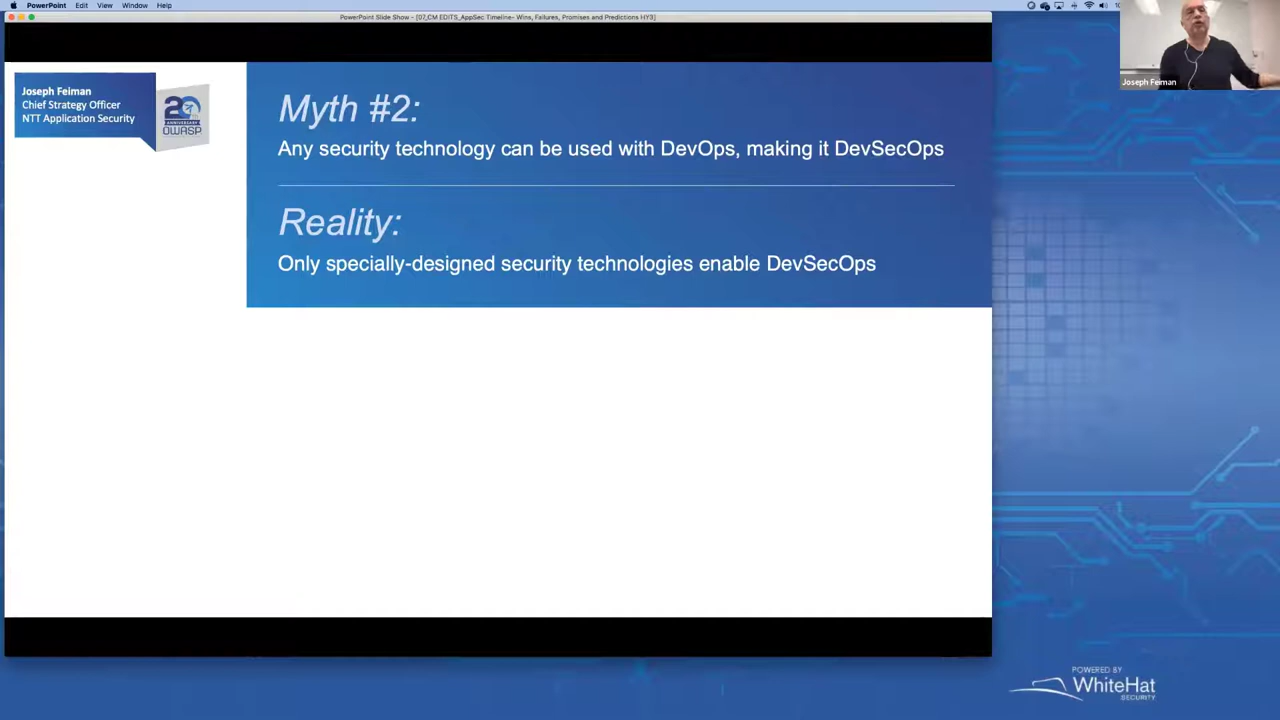 PowerPoint Edit View Window Help
PowerPoint Slide Show - [07_CM EDITS_AppSec Timeline- Wins, Failures, Promises and Predictions HY3]
Joseph Feiman
Joseph Feiman
Chief Strategy Officer
NTT Application Security
20
ANNIVERSARY
OWASP
Myth #2:
Any security technology can be used with DevOps, making it DevSecOps
Reality:
Only specially-designed security technologies enable DevSecOps
POWERED BY
WhiteHat
SECURITY